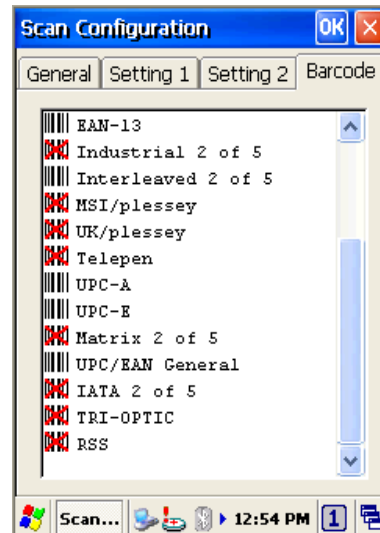 Scan Configuration OK
General Setting 1 Setting 2 Barcode
EAN-13
Industrial 2 of 5
Interleaved 2 of 5
MSI/plessey
UK/plessey
Telepen
UPC-A
UPC-E
Matrix 2 of 5
UPC/EAN General
IATA 2 of 5
TRI-OPTIC
RSS
Scan... 12:54 PM 1